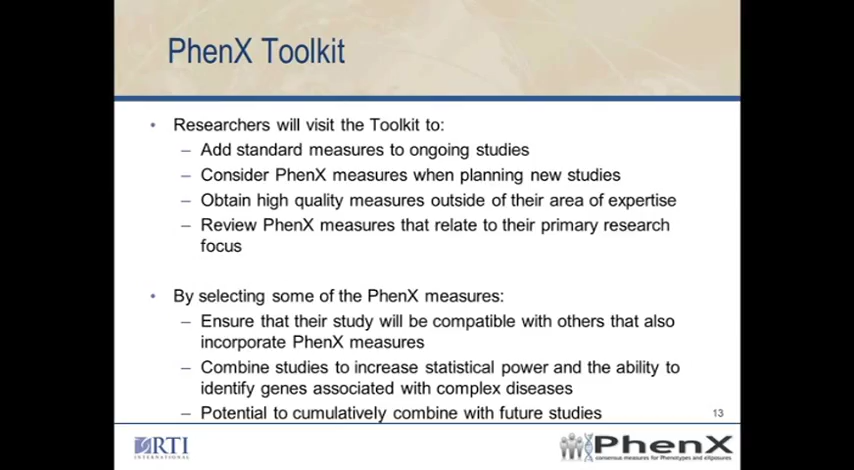 PhenX Toolkit
• Researchers will visit the Toolkit to:
– Add standard measures to ongoing studies
– Consider PhenX measures when planning new studies
– Obtain high quality measures outside of their area of expertise
– Review PhenX measures that relate to their primary research
focus
• By selecting some of the PhenX measures:
– Ensure that their study will be compatible with others that also
incorporate PhenX measures
– Combine studies to increase statistical power and the ability to
identify genes associated with complex diseases
– Potential to cumulatively combine with future studies
13
RTI
INTERNATIONAL
PhenX
consensus measures for Phenotypes and eXposures